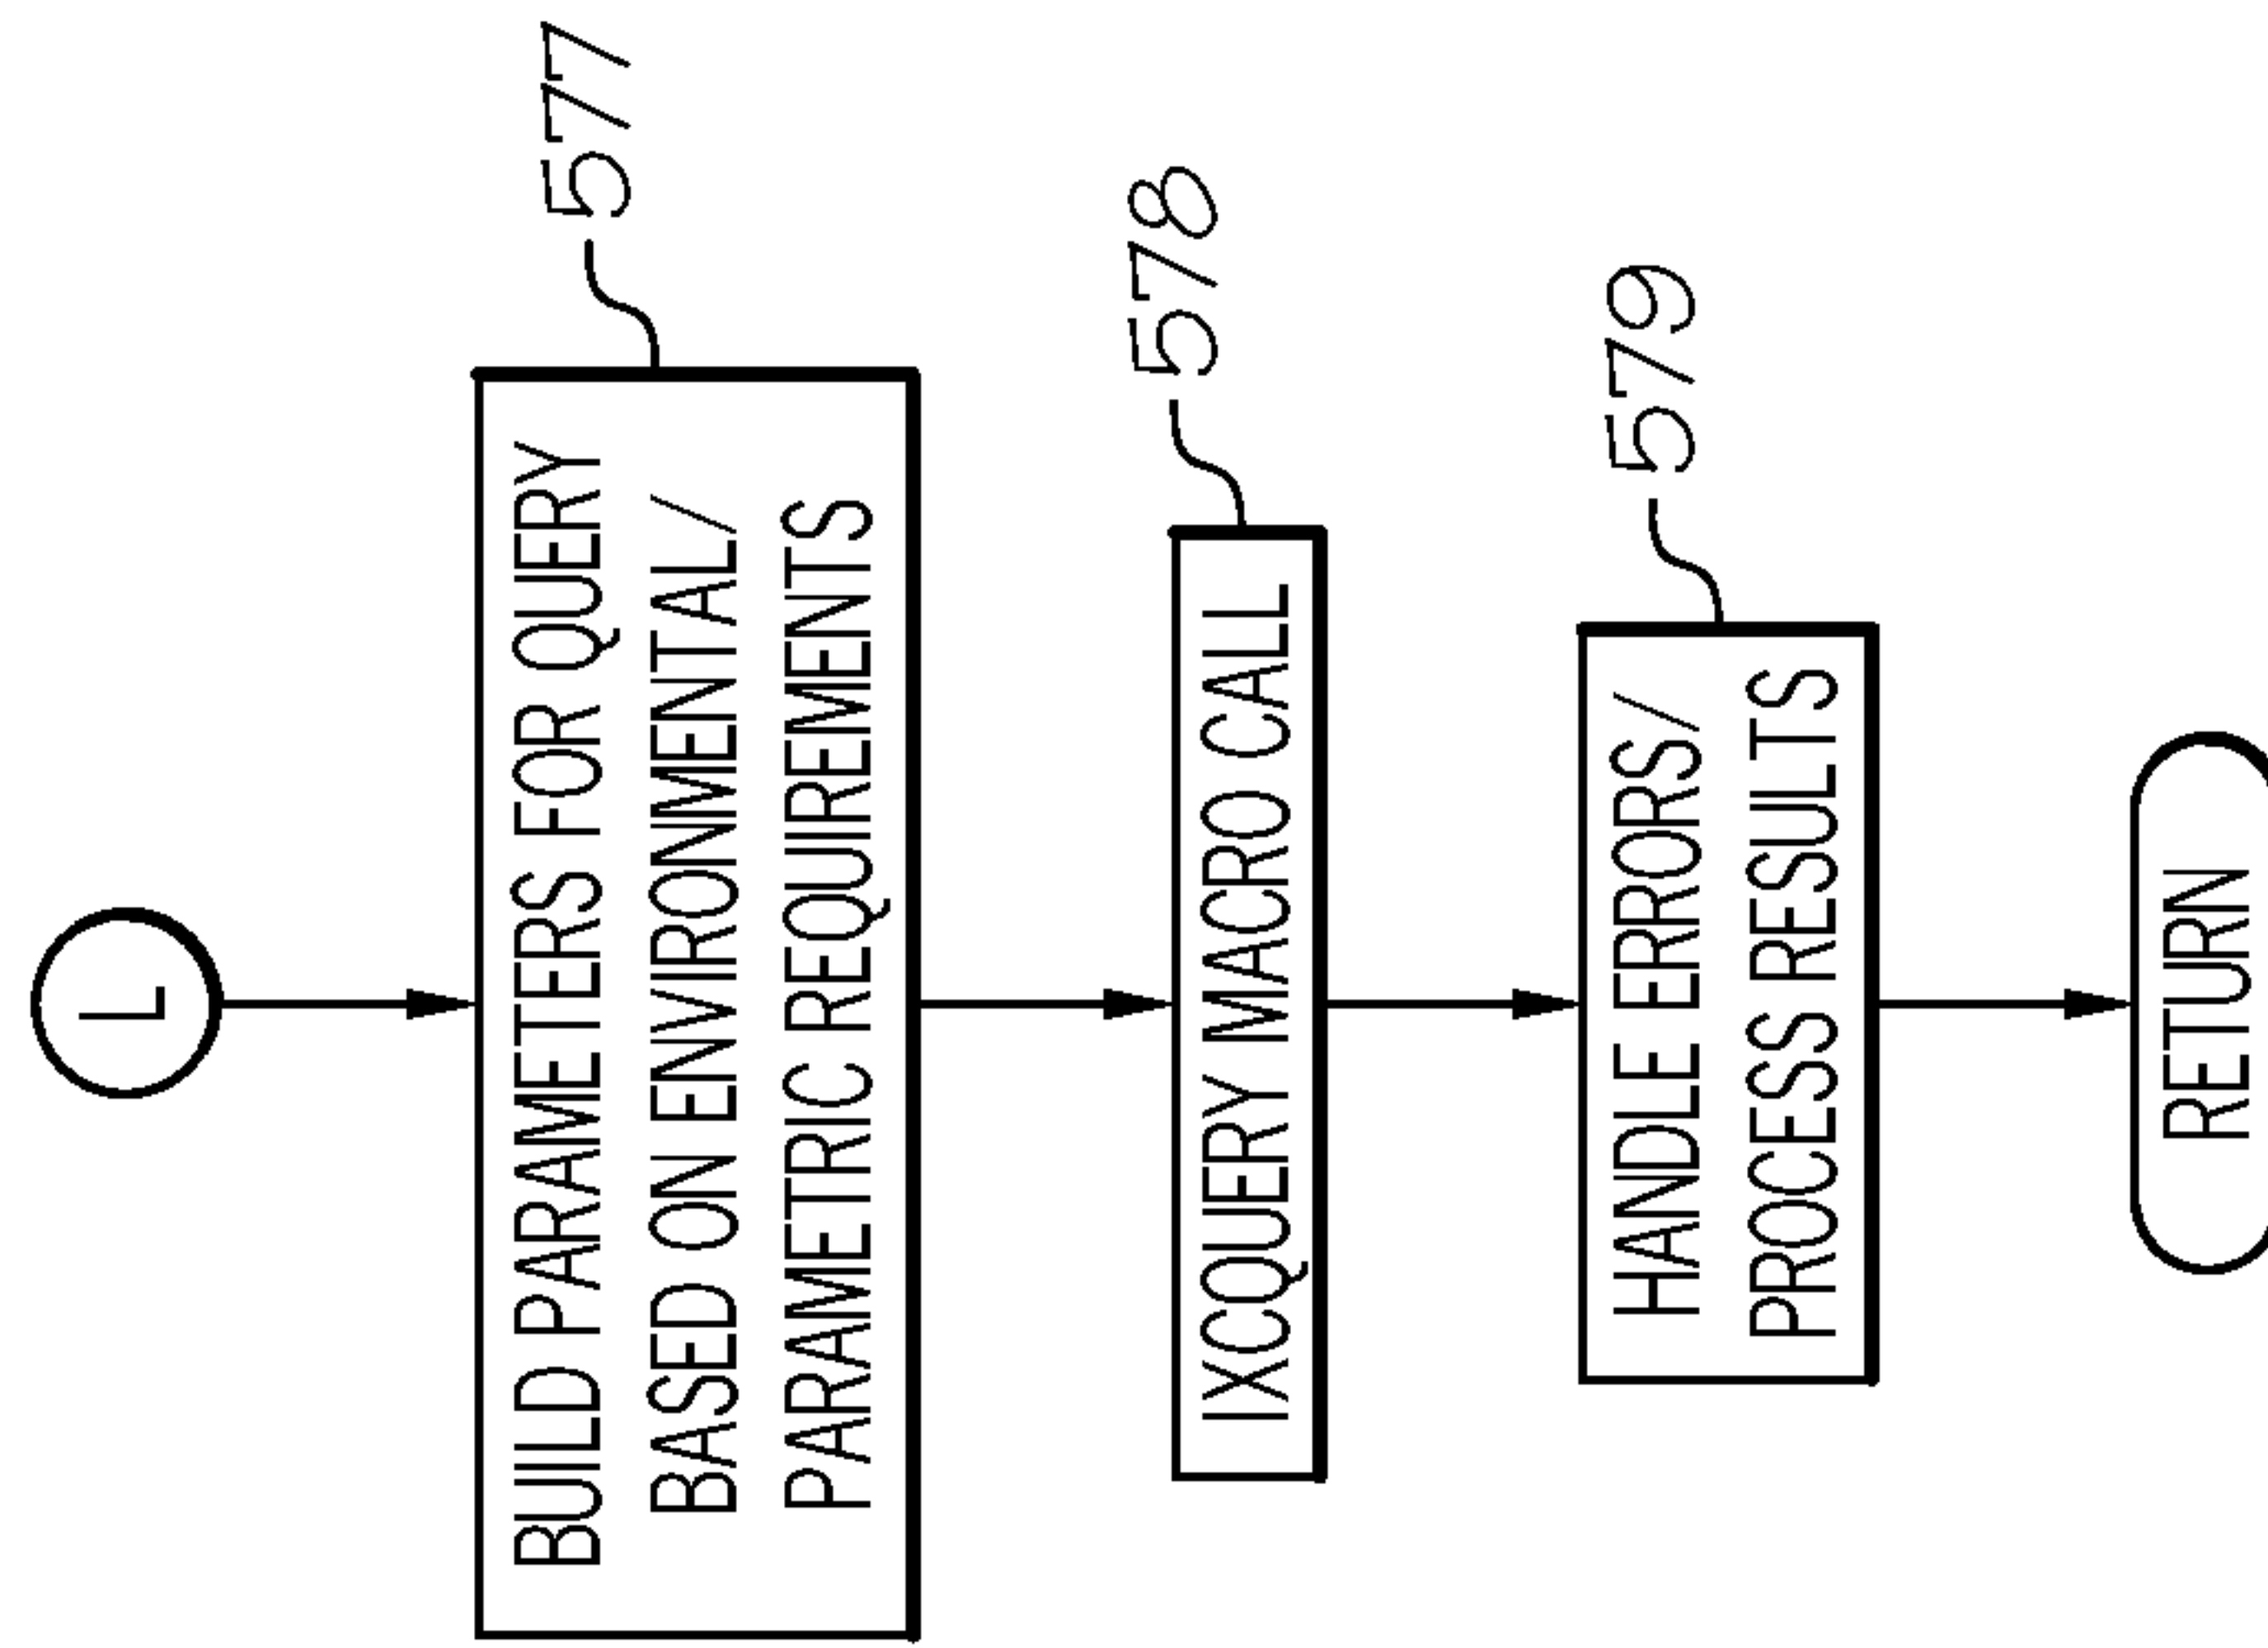 L
577
BUILD PARAMETERS FOR QUERY
BASED ON ENVIRONMENTAL/
PARAMETRIC REQUIREMENTS
578
IXCQUERY MACRO CALL
579
HANDLE ERRORS/
PROCESS RESULTS
RETURN